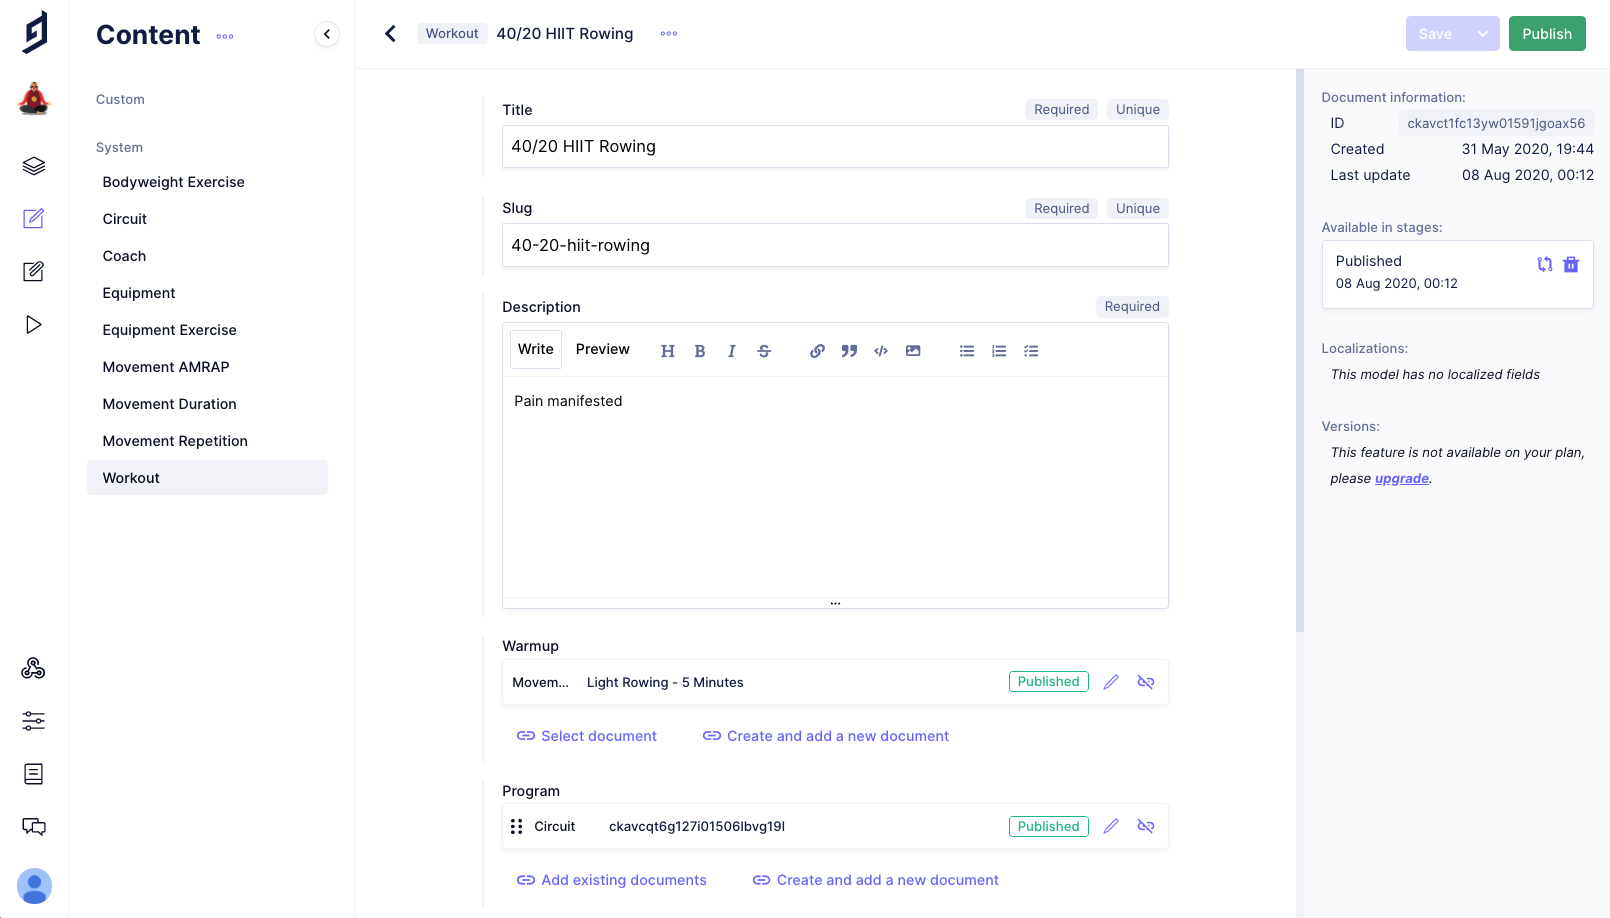 Content
Custom
System
Bodyweight Exercise
Circuit
Coach
Equipment
Equipment Exercise
Movement AMRAP
Movement Duration
Movement Repetition
Workout
Workout 40/20 HIIT Rowing
Save
Publish
Title Required Unique
40/20 HIIT Rowing
Slug Required Unique
40-20-hiit-rowing
Description Required
Write Preview H B I S
Pain manifested
Warmup
Movem... Light Rowing - 5 Minutes Published
Select document Create and add a new document
Program
Circuit ckavcqt6g127i01506lbvg19l Published
Add existing documents Create and add a new document
Document information:
ID ckavct1fc13yw01591jgoax56
Created 31 May 2020, 19:44
Last update 08 Aug 2020, 00:12
Available in stages:
Published
08 Aug 2020, 00:12
Localizations:
This model has no localized fields
Versions:
This feature is not available on your plan,
please upgrade.